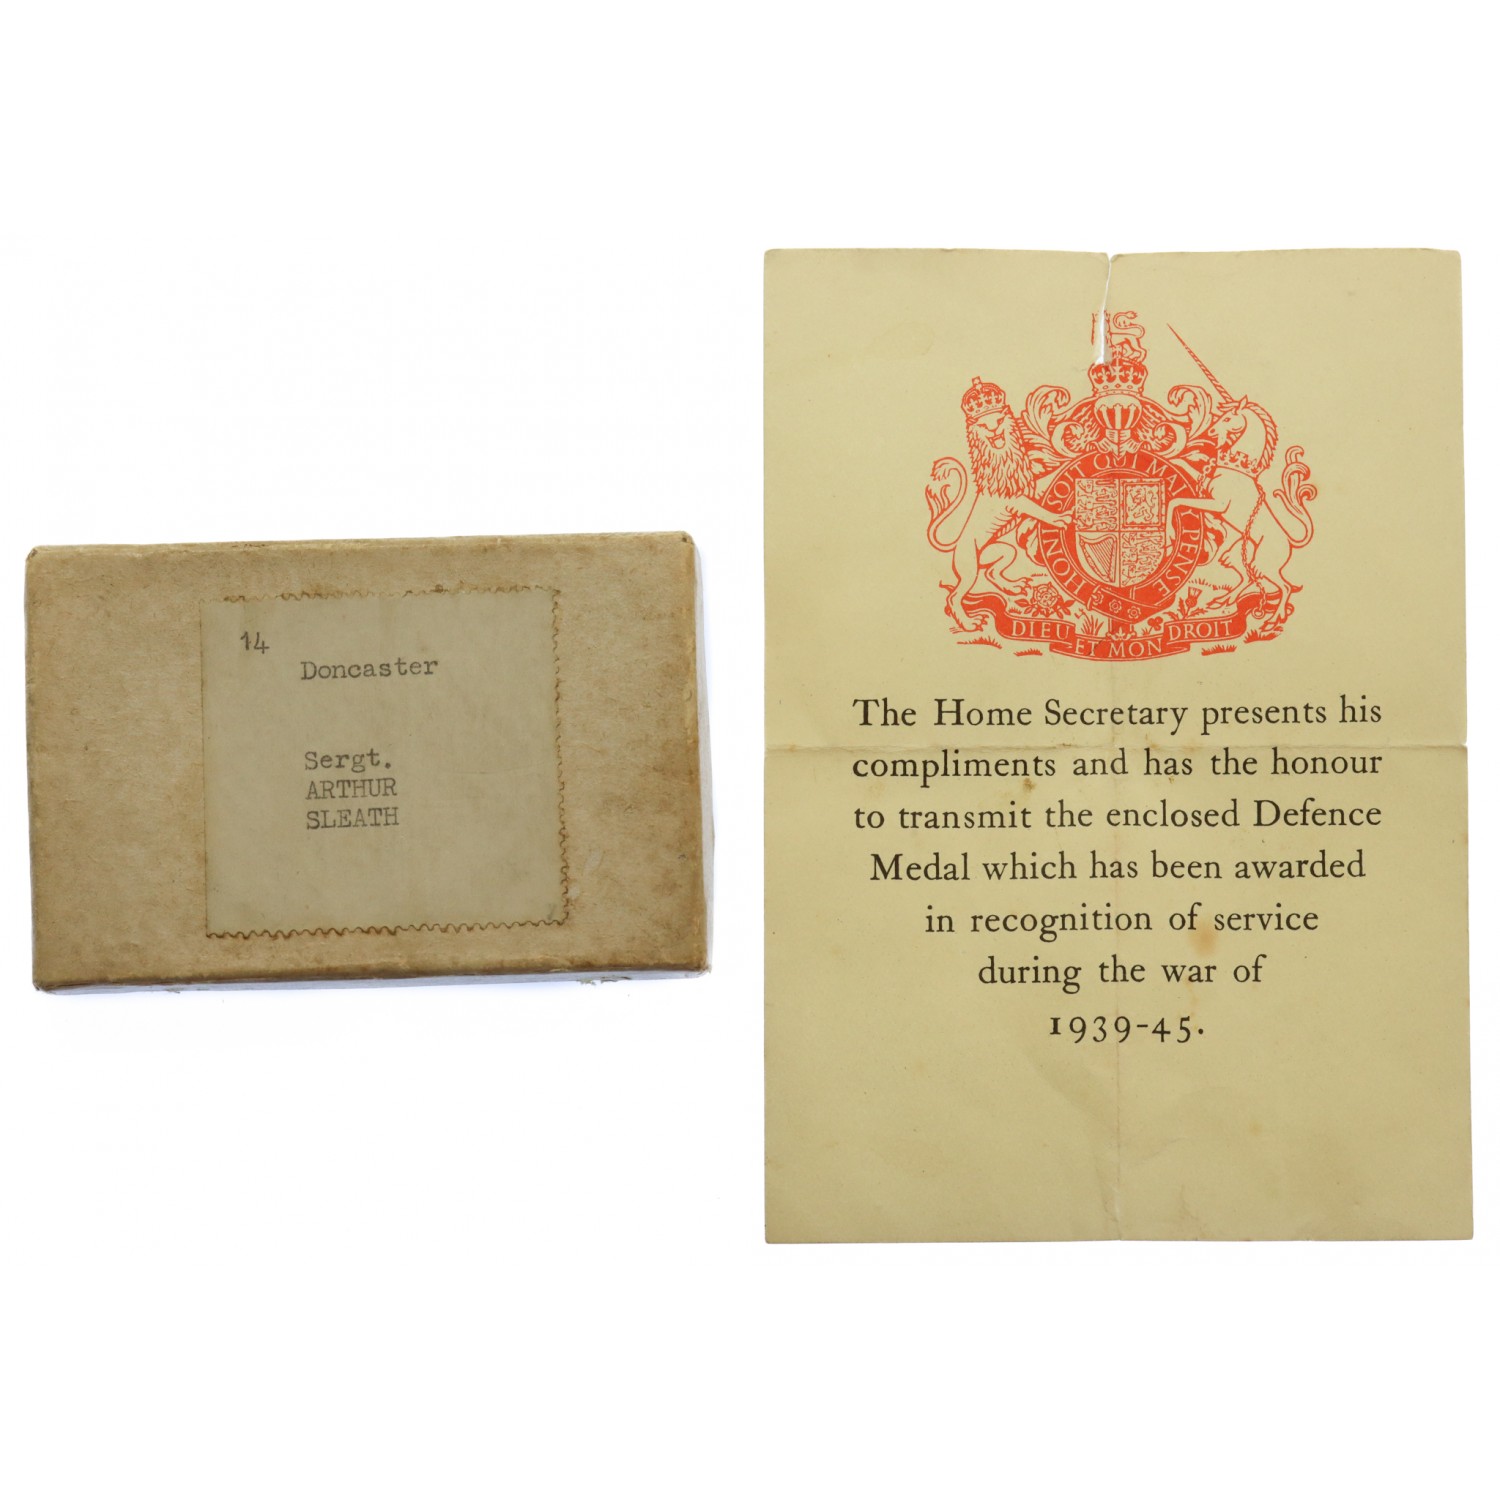 14
Doncaster
Sergt.
ARTHUR
SLEATH
HONI SOIT QUI MAL Y PENSE
DIEU ET MON DROIT
The Home Secretary presents his
compliments and has the honour
to transmit the enclosed Defence
Medal which has been awarded
in recognition of service
during the war of
1939-45.